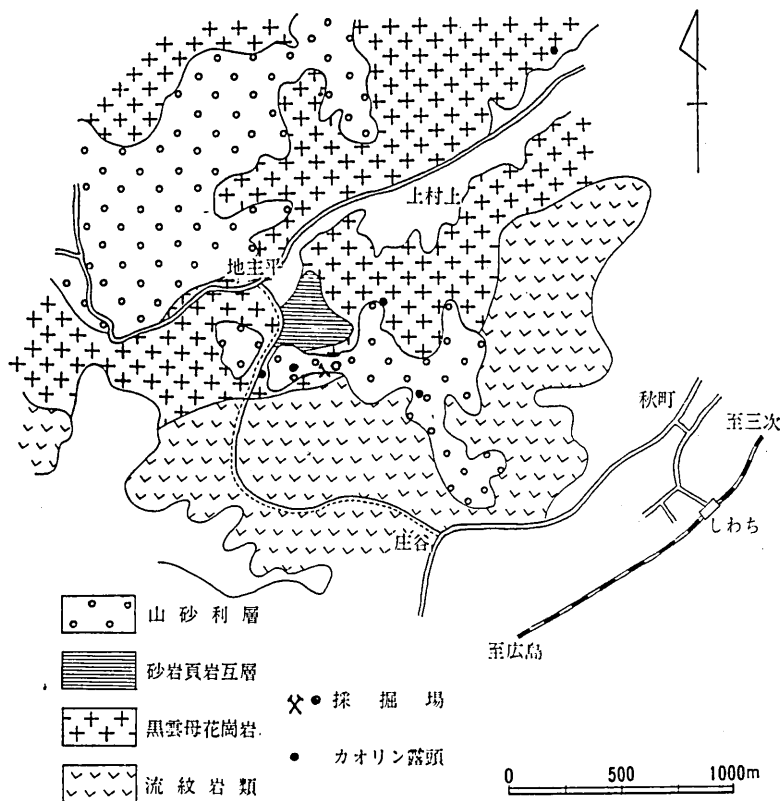 上村上
地主平
秋町
至三次
しわち
庄谷
至広島
山砂利層
砂岩頁岩互層
黒雲母花崗岩
流紋岩類
採掘場
カオリン露頭
0 500 1000m